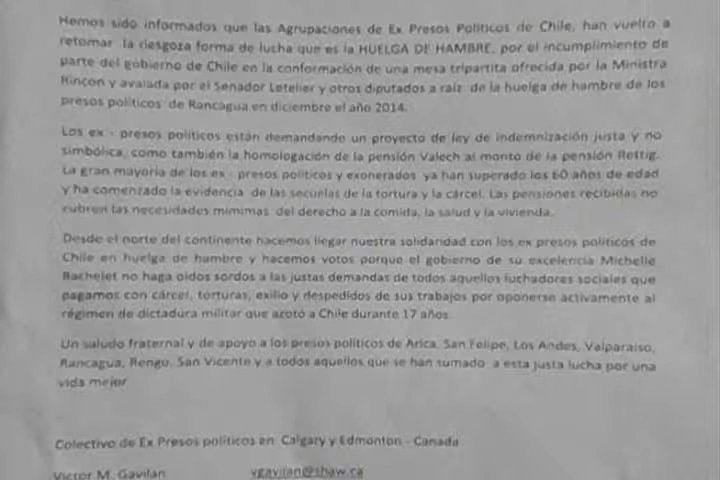 Hemos sido informados que las Agrupaciones de Ex Presos Políticos de Chile, han vuelto a
retomar la riesgoza forma de lucha que es la HUELGA DE HAMBRE, por el incumplimiento de
parte del gobierno de Chile en la conformación de una mesa tripartita ofrecida por la Ministra
Rincon y avalada por el Senador Letelier y otros diputados a raíz de la huelga de hambre de los
presos políticos de Rancagua en diciembre el año 2014.
Los ex - presos políticos están demandando un proyecto de ley de indemnización justa y no
simbólica, como también la homologación de la pensión Valech al monto de la pensión Rettig.
La gran mayoría de los ex - presos políticos y exonerados ya han superado los 60 años de edad
y ha comenzado la evidencia de las secuelas de la tortura y la cárcel. Las pensiones recibidas no
cubren las necesidades mimimas del derecho a la comida, la salud y la vivienda.
Desde el norte del continente hacemos llegar nuestra solidaridad con los ex presos políticos de
Chile en huelga de hambre y hacemos votos porque el gobierno de su excelencia Michelle
Bachelet no haga oídos sordos a las justas demandas de todos aquellos luchadores sociales que
pagamos con cárcel, torturas, exilio y despedidos de sus trabajos por oponerse activamente al
régimen de dictadura militar que azotó a Chile durante 17 años.
Un saludo fraternal y de apoyo a los presos políticos de Arica, San Felipe, Los Andes, Valparaíso,
Rancagua, Rengo, San Vicente y a todos aquellos que se han sumado a esta justa lucha por una
vida mejor
Colectivo de Ex Presos políticos en Calgary y Edmonton - Canada
Victor M. Gavilan vgavilan@shaw.ca